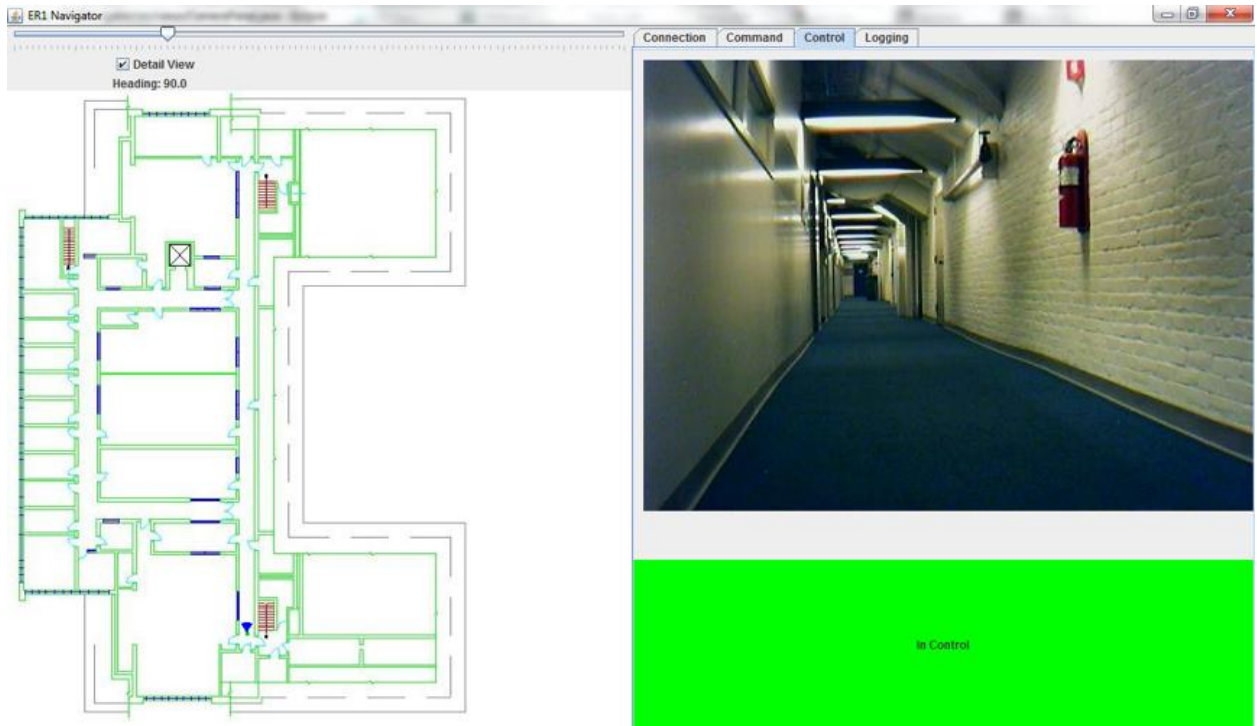 ER1 Navigator
Detail View
Heading: 90.0
Connection Command Control Logging
In Control